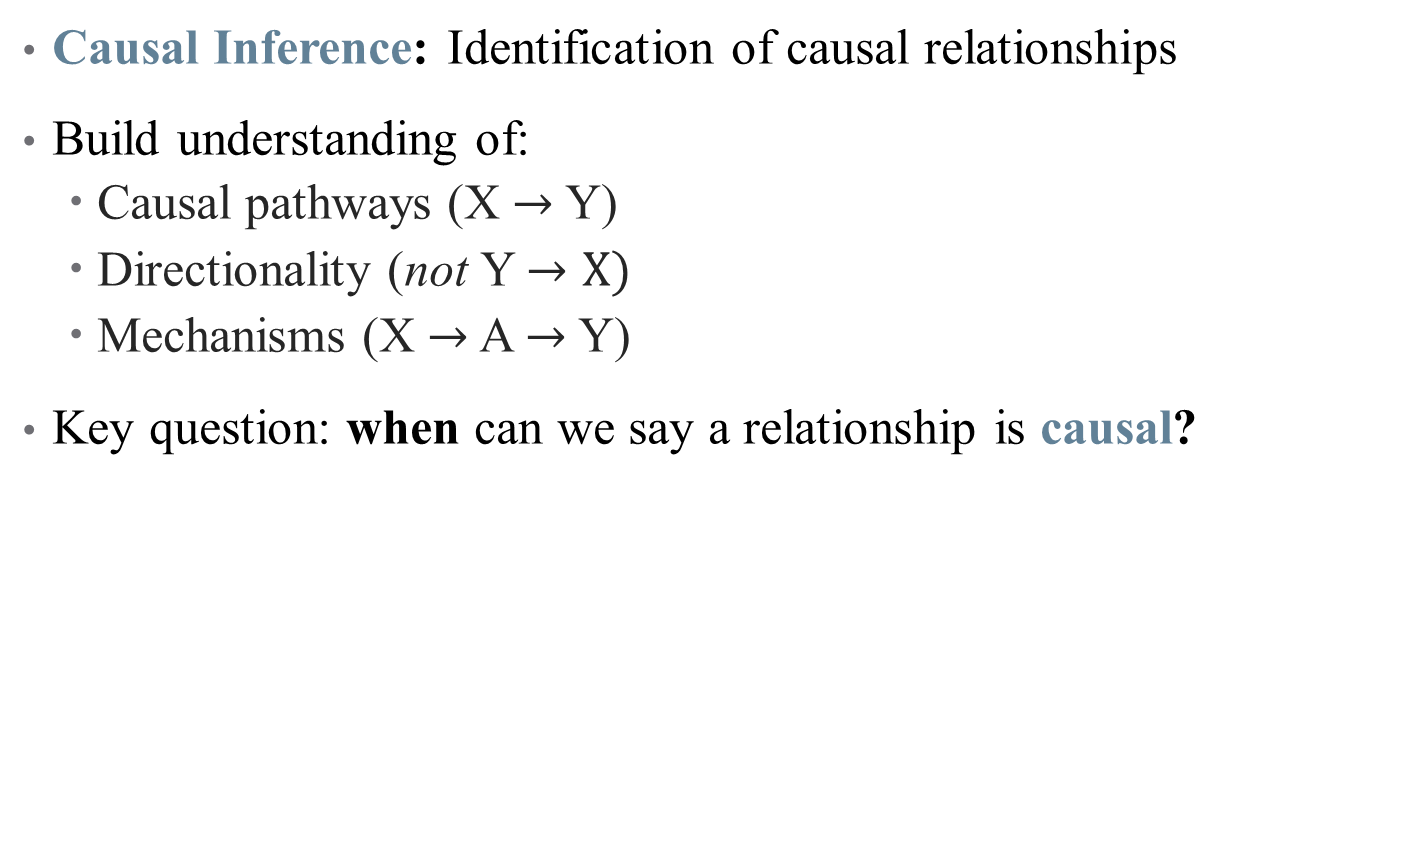 • Causal Inference: Identification of causal relationships
• Build understanding of:
• Causal pathways (X → Y)
• Directionality (not Y → X)
• Mechanisms (X → A → Y)
• Key question: when can we say a relationship is causal?